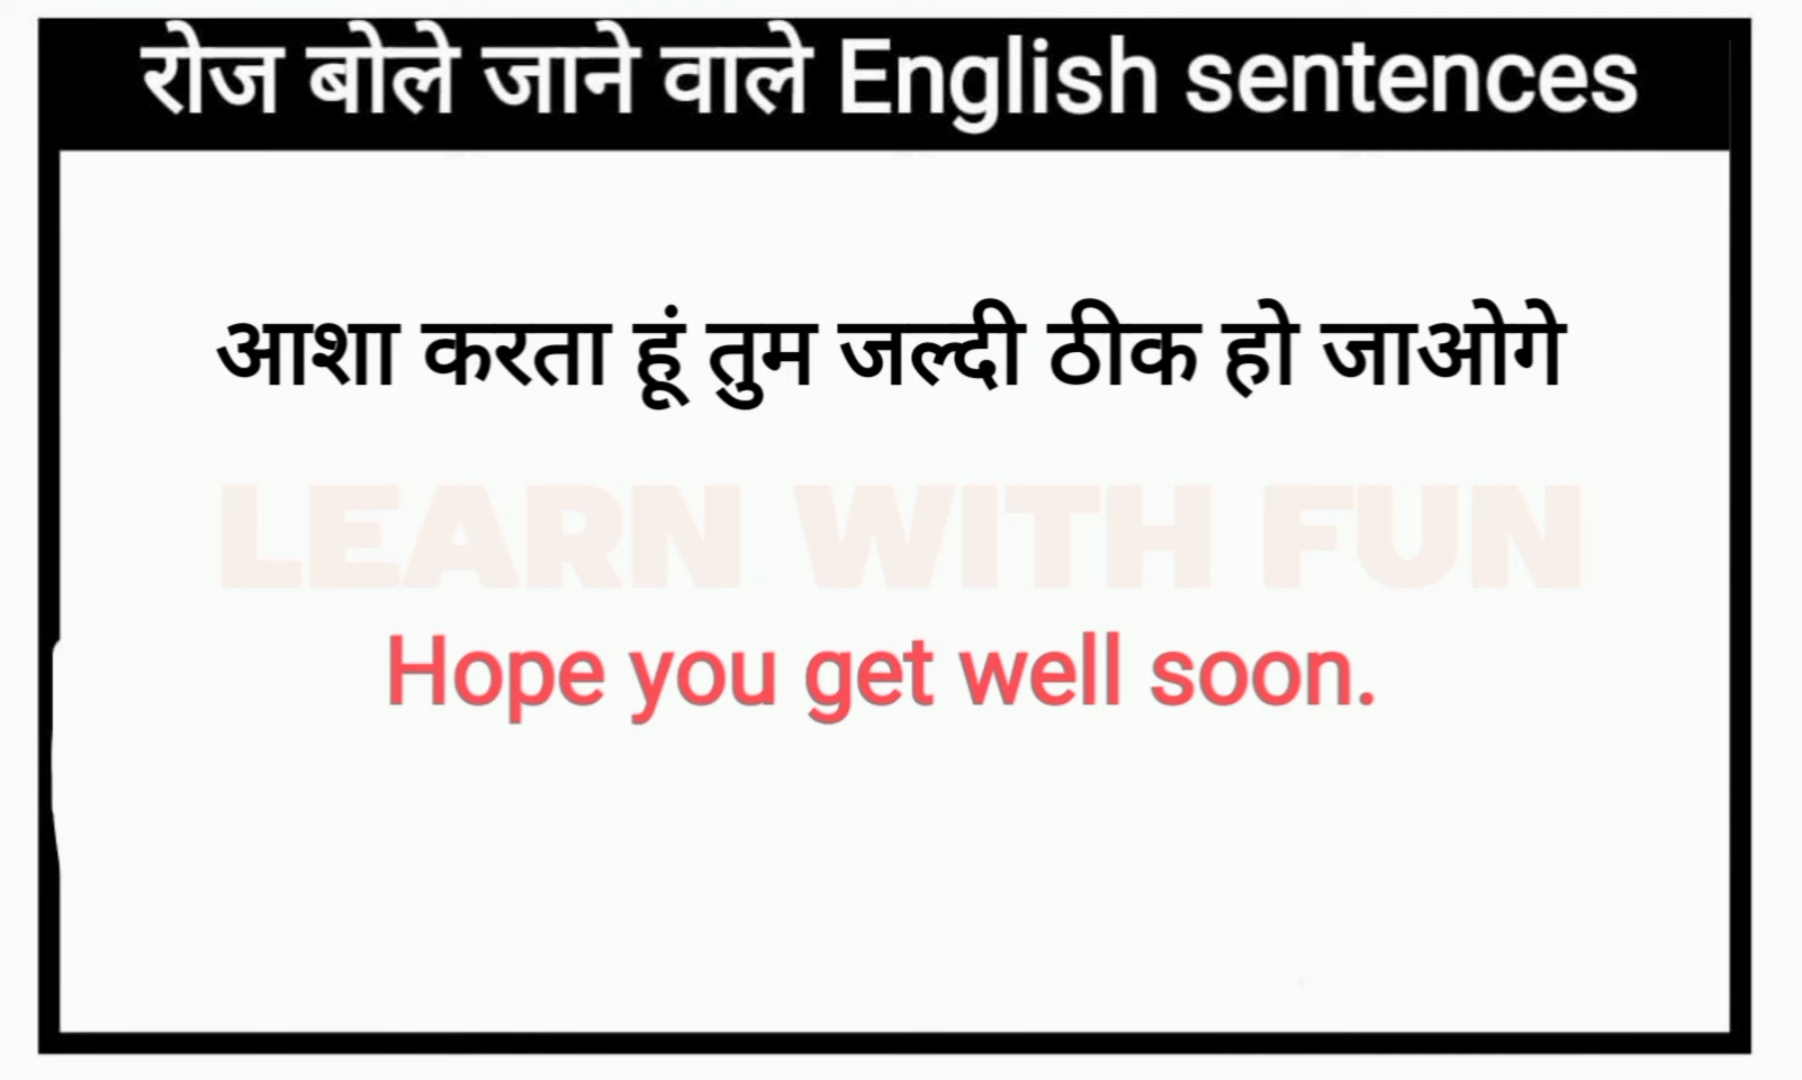 रोज बोले जाने वाले English sentences
आशा करता हूं तुम जल्दी ठीक हो जाओगे
LEARN WITH FUN
Hope you get well soon.